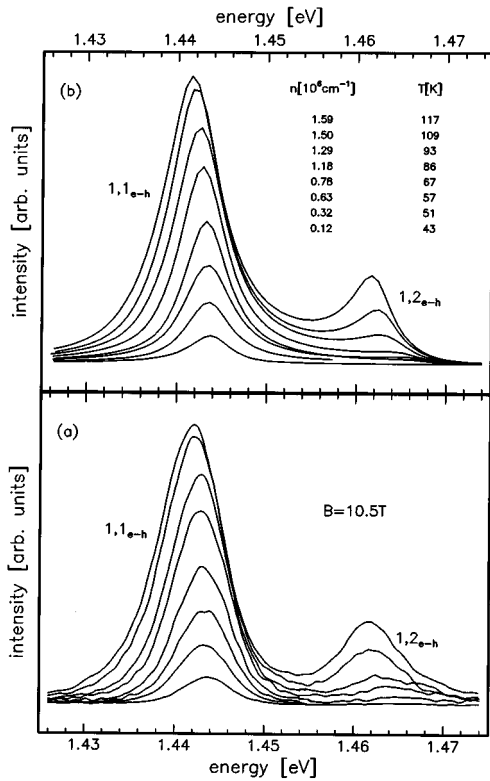 energy [eV]
1.43 1.44 1.45 1.46 1.47
(b)
n[10⁶cm⁻¹] T[K]
1.59 117
1.50 109
1.29 93
1.18 86
0.78 67
0.63 57
0.32 51
0.12 43
1,1e-h
1,2e-h
intensity [arb. units]
(a)
B=10.5T
1,1e-h
1,2e-h
intensity [arb. units]
1.43 1.44 1.45 1.46 1.47
energy [eV]